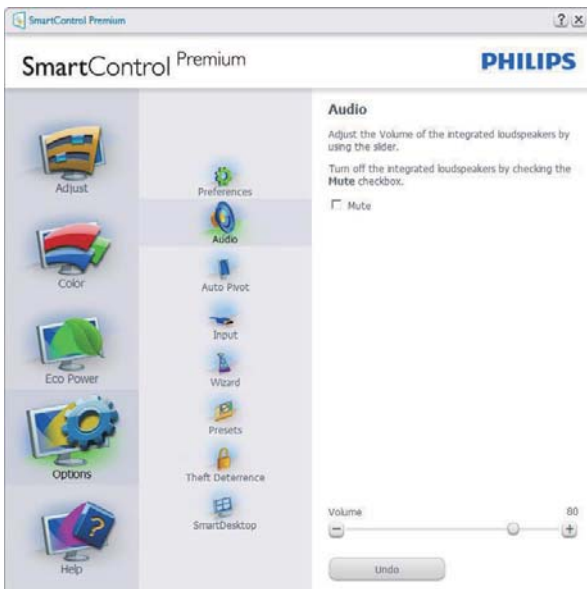 SmartControl Premium
SmartControl Premium
PHILIPS
Adjust
Color
Eco Power
Options
Help
Preferences
Audio
Auto Pivot
Input
Wizard
Presets
Theft Deterrence
SmartDesktop
Audio
Adjust the Volume of the integrated loudspeakers by
using the slider.
Turn off the integrated loudspeakers by checking the
Mute checkbox.
Mute
Volume 80
Undo